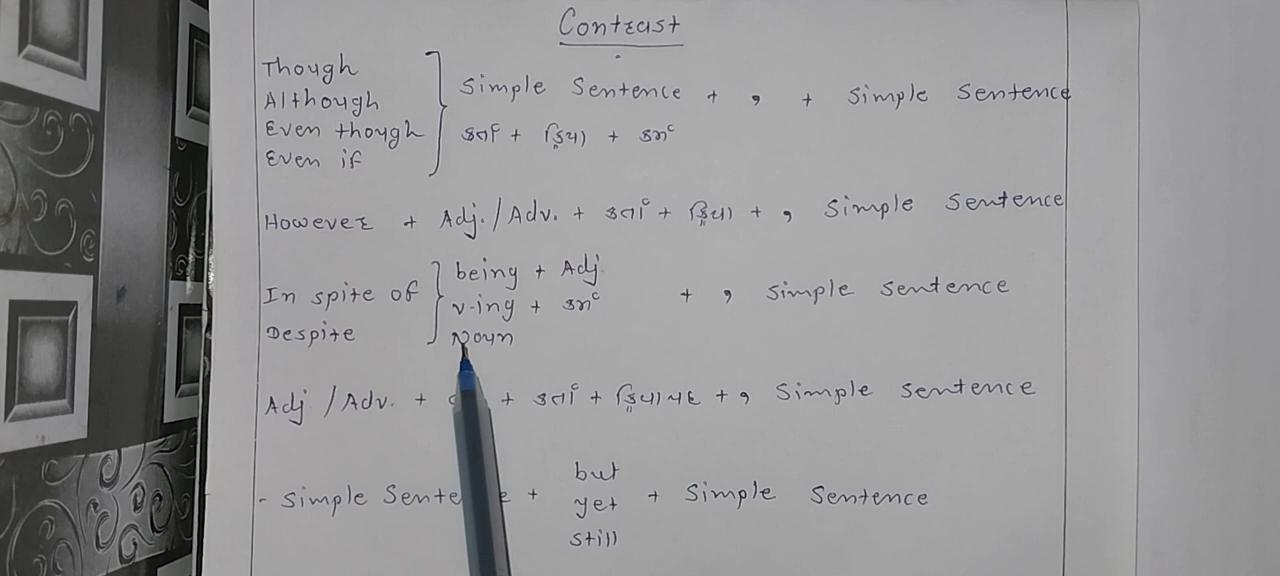 Contrast
Though
Although
Even though
Even if
Simple Sentence + , + Simple Sentence
કર્તા + ક્રિયા + કર્મ
However + Adj. / Adv. + કર્તા + ક્રિયા + , Simple Sentence
In spite of
Despite
being + Adj.
v-ing + કર્મ
Noun
+ , Simple sentence
Adj / Adv. + + કર્તા + ક્રિયાપદ + , Simple sentence
- Simple + but yet still + Simple Sentence